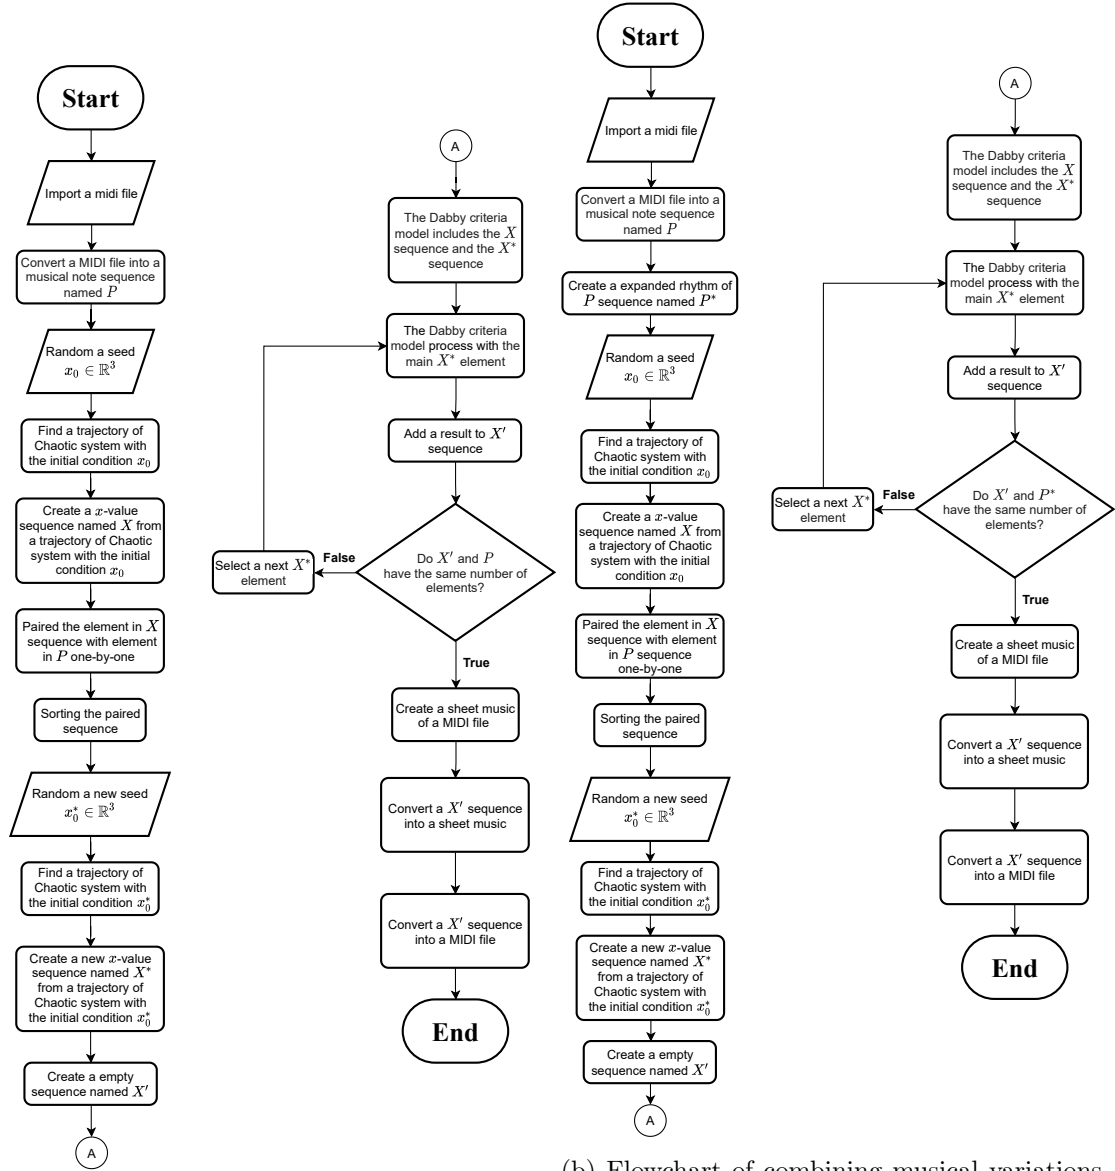 Start
Import a midi file
Convert a MIDI file into a
musical note sequence
named P
Random a seed
x₀ ∈ ℝ³
Find a trajectory of
Chaotic system with
the initial condition x₀
Create a x-value
sequence named X from
a trajectory of Chaotic
system with the initial
condition x₀
Paired the element in X
sequence with element
in P one-by-one
Sorting the paired
sequence
Random a new seed
x₀* ∈ ℝ³
Find a trajectory of
Chaotic system with
the initial condition x₀*
Create a new x-value
sequence named X*
from a trajectory of
Chaotic system with
the initial condition x₀*
Create a empty
sequence named X′
A
A
The Dabby criteria
model includes the X
sequence and the X*
sequence
The Dabby criteria
model process with the
main X* element
Add a result to X′
sequence
Do X′ and P
have the same number of
elements?
False
Select a next X*
element
True
Create a sheet music
of a MIDI file
Convert a X′ sequence
into a sheet music
Convert a X′ sequence
into a MIDI file
End
Start
Import a midi file
Convert a MIDI file into a
musical note sequence
named P
Create a expanded rhythm of
P sequence named P*
Random a seed
x₀ ∈ ℝ³
Find a trajectory of
Chaotic system with
the initial condition x₀
Create a x-value
sequence named X from
a trajectory of Chaotic
system with the initial
condition x₀
Paired the element in X
sequence with element
in P sequence
one-by-one
Sorting the paired
sequence
Random a new seed
x₀* ∈ ℝ³
Find a trajectory of
Chaotic system with
the initial condition x₀*
Create a new x-value
sequence named X*
from a trajectory of
Chaotic system with
the initial condition x₀*
Create a empty
sequence named X′
A
A
The Dabby criteria
model includes the X
sequence and the X*
sequence
The Dabby criteria
model process with the
main X* element
Add a result to X′
sequence
Do X′ and P*
have the same number of
elements?
False
Select a next X*
element
True
Create a sheet music
of a MIDI file
Convert a X′ sequence
into a sheet music
Convert a X′ sequence
into a MIDI file
End
(b) Flowchart of combining musical variations